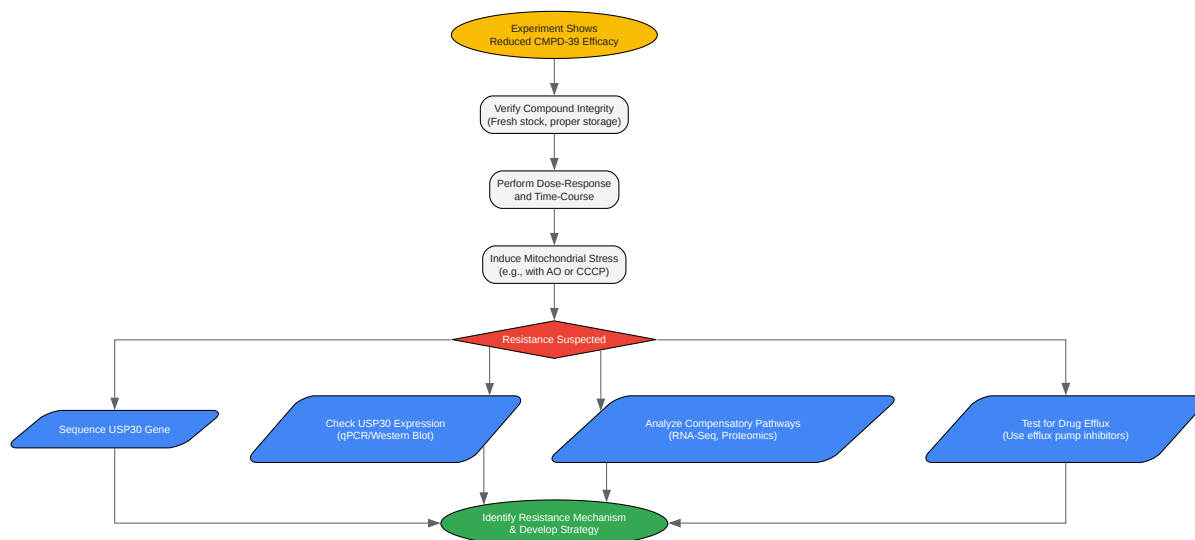 Experiment Shows
Reduced CMPD-39 Efficacy
Verify Compound Integrity
(Fresh stock, proper storage)
Perform Dose-Response
and Time-Course
Induce Mitochondrial Stress
(e.g., with AO or CCCP)
Resistance Suspected
Sequence USP30 Gene
Check USP30 Expression
(qPCR/Western Blot)
Analyze Compensatory Pathways
(RNA-Seq, Proteomics)
Test for Drug Efflux
(Use efflux pump inhibitors)
Identify Resistance Mechanism
& Develop Strategy